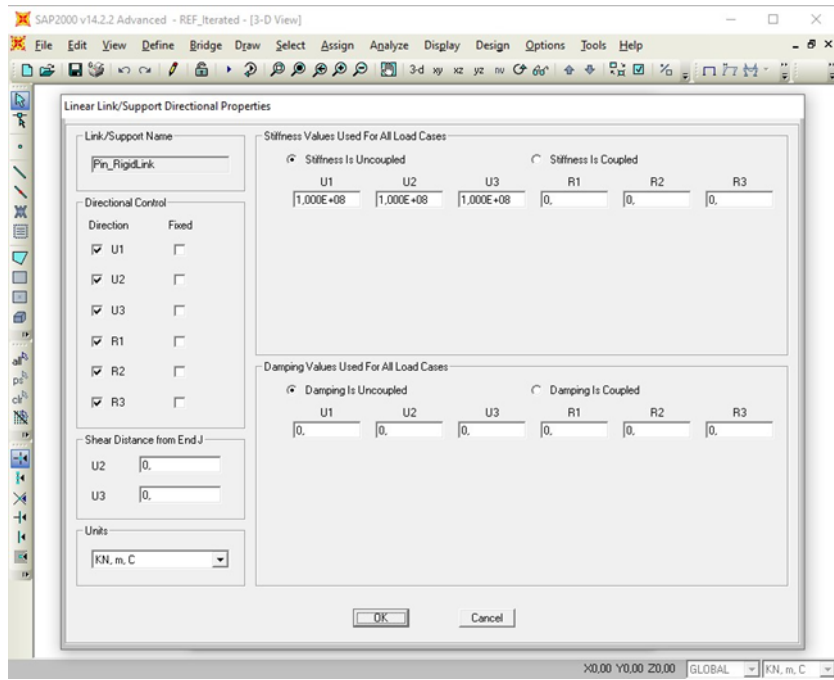 SAP2000 v14.2.2 Advanced - REF_Iterated - [3-D View]
File Edit View Define Bridge Draw Select Assign Analyze Display Design Options Tools Help
3-d xy xz yz nv
Linear Link/Support Directional Properties
Link/Support Name
Pin_RigidLink
Directional Control
Direction Fixed
U1
U2
U3
R1
R2
R3
Shear Distance from End J
U2 0,
U3 0,
Units
KN, m, C
Stiffness Values Used For All Load Cases
Stiffness Is Uncoupled Stiffness Is Coupled
U1 U2 U3 R1 R2 R3
1,000E+08 1,000E+08 1,000E+08 0, 0, 0,
Damping Values Used For All Load Cases
Damping Is Uncoupled Damping Is Coupled
U1 U2 U3 R1 R2 R3
0, 0, 0, 0, 0, 0,
OK Cancel
all
ps
clr
X0,00 Y0,00 Z0,00 GLOBAL KN, m, C